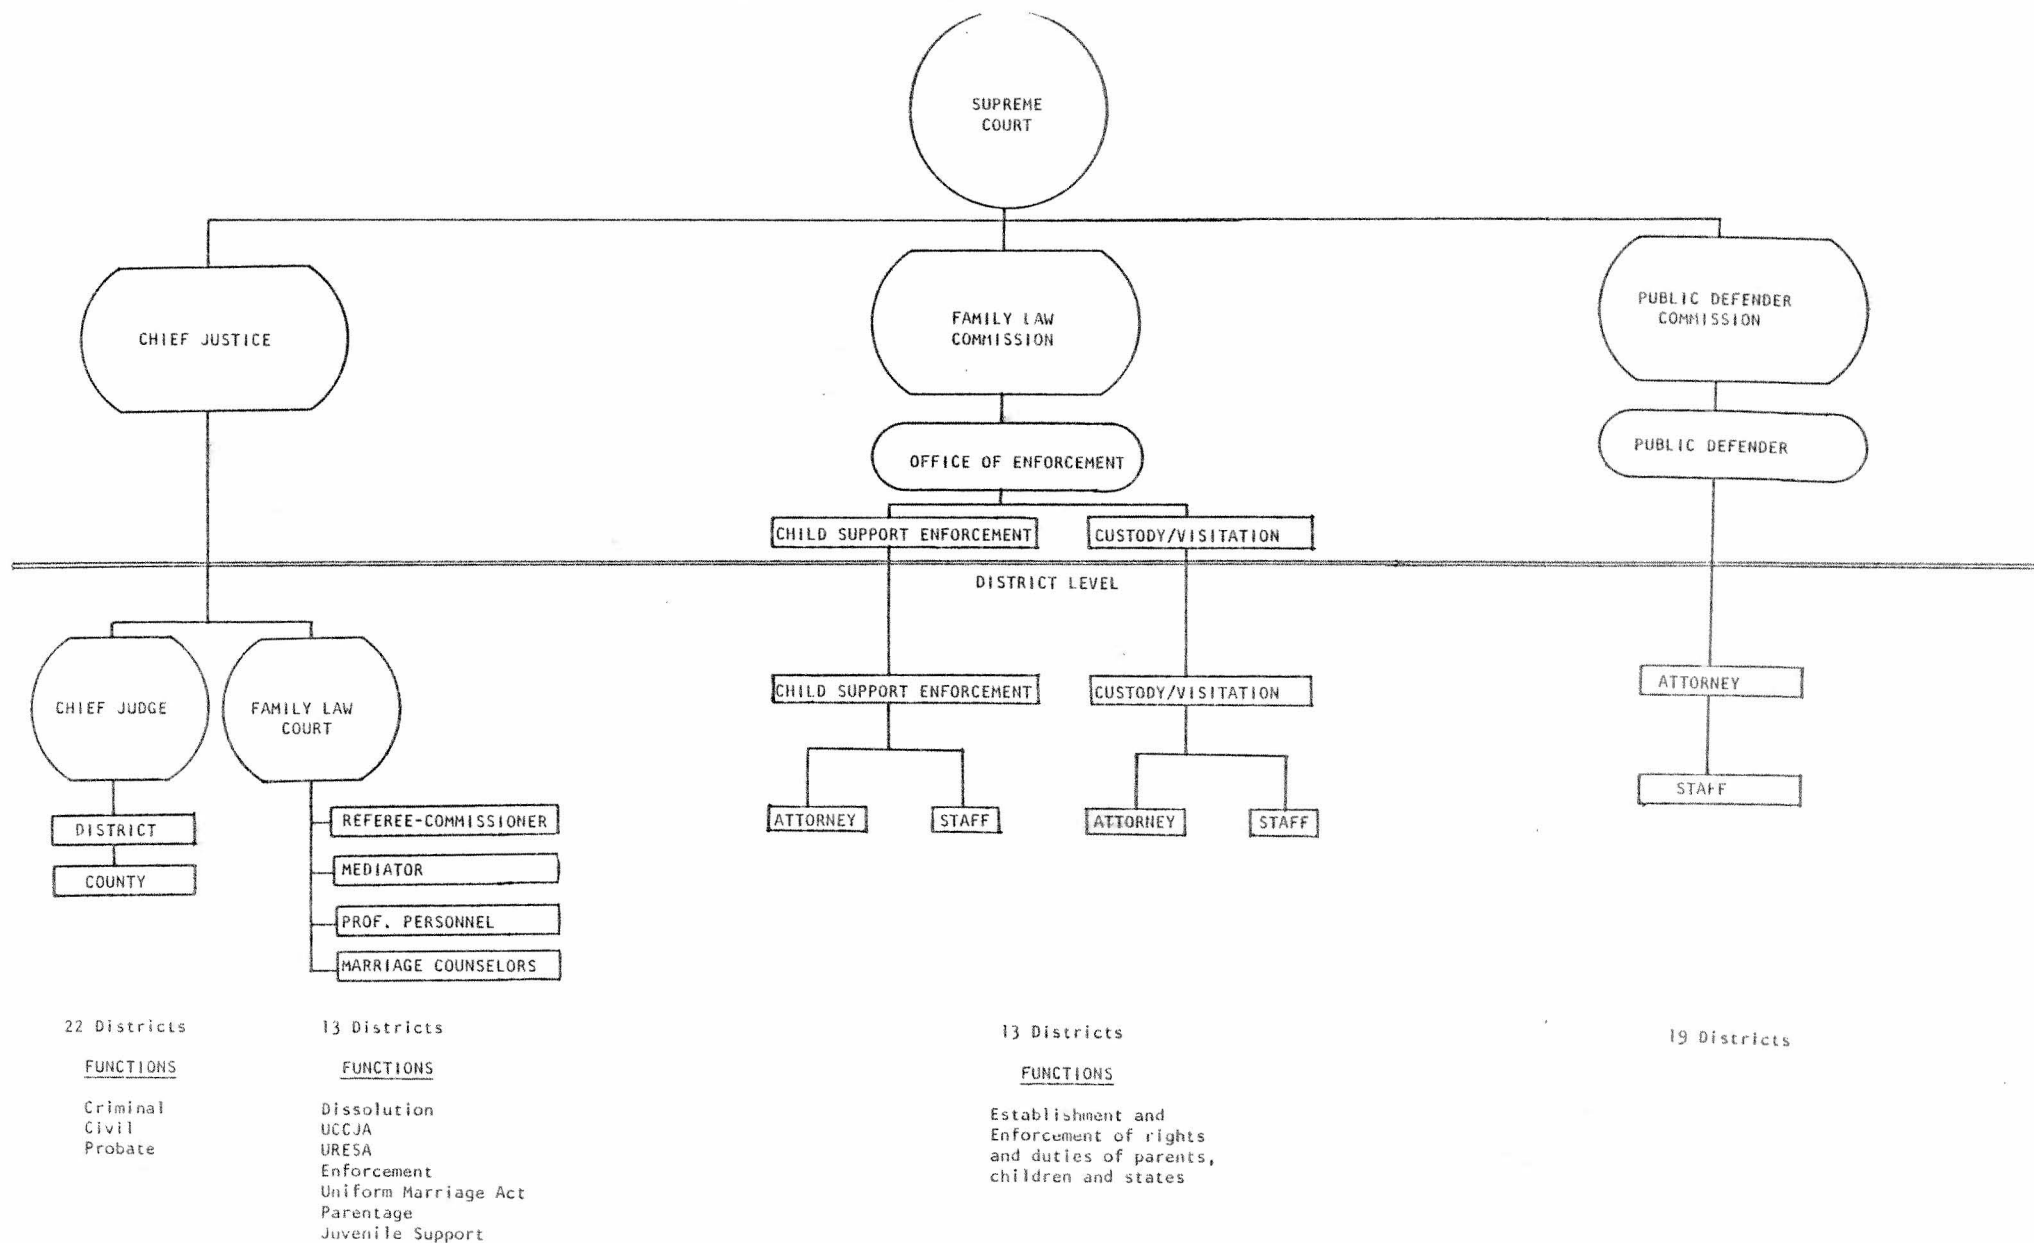 SUPREME
COURT
CHIEF JUSTICE
FAMILY LAW
COMMISSION
PUBLIC DEFENDER
COMMISSION
OFFICE OF ENFORCEMENT
PUBLIC DEFENDER
CHILD SUPPORT ENFORCEMENT
CUSTODY/VISITATION
DISTRICT LEVEL
CHIEF JUDGE
FAMILY LAW
COURT
CHILD SUPPORT ENFORCEMENT
CUSTODY/VISITATION
ATTORNEY
STAFF
DISTRICT
COUNTY
REFEREE-COMMISSIONER
MEDIATOR
PROF. PERSONNEL
MARRIAGE COUNSELORS
ATTORNEY
STAFF
ATTORNEY
STAFF
22 Districts
FUNCTIONS
Criminal
Civil
Probate
13 Districts
FUNCTIONS
Dissolution
UCCJA
URESA
Enforcement
Uniform Marriage Act
Parentage
Juvenile Support
13 Districts
FUNCTIONS
Establishment and
Enforcement of rights
and duties of parents,
children and states
19 Districts